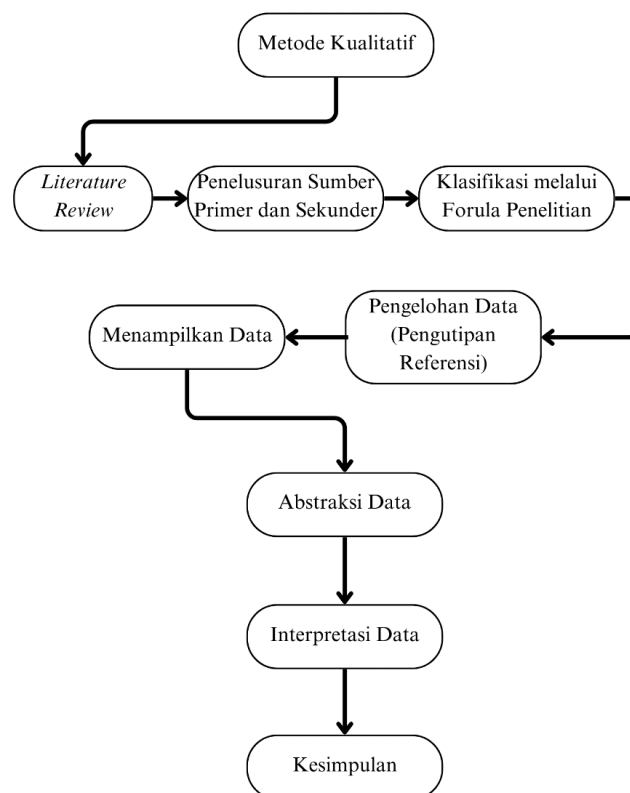 Metode Kualitatif
Literature
Review
Penelusuran Sumber
Primer dan Sekunder
Klasifikasi melalui
Forula Penelitian
Pengelohan Data
(Pengutipan
Referensi)
Menampilkan Data
Abstraksi Data
Interpretasi Data
Kesimpulan